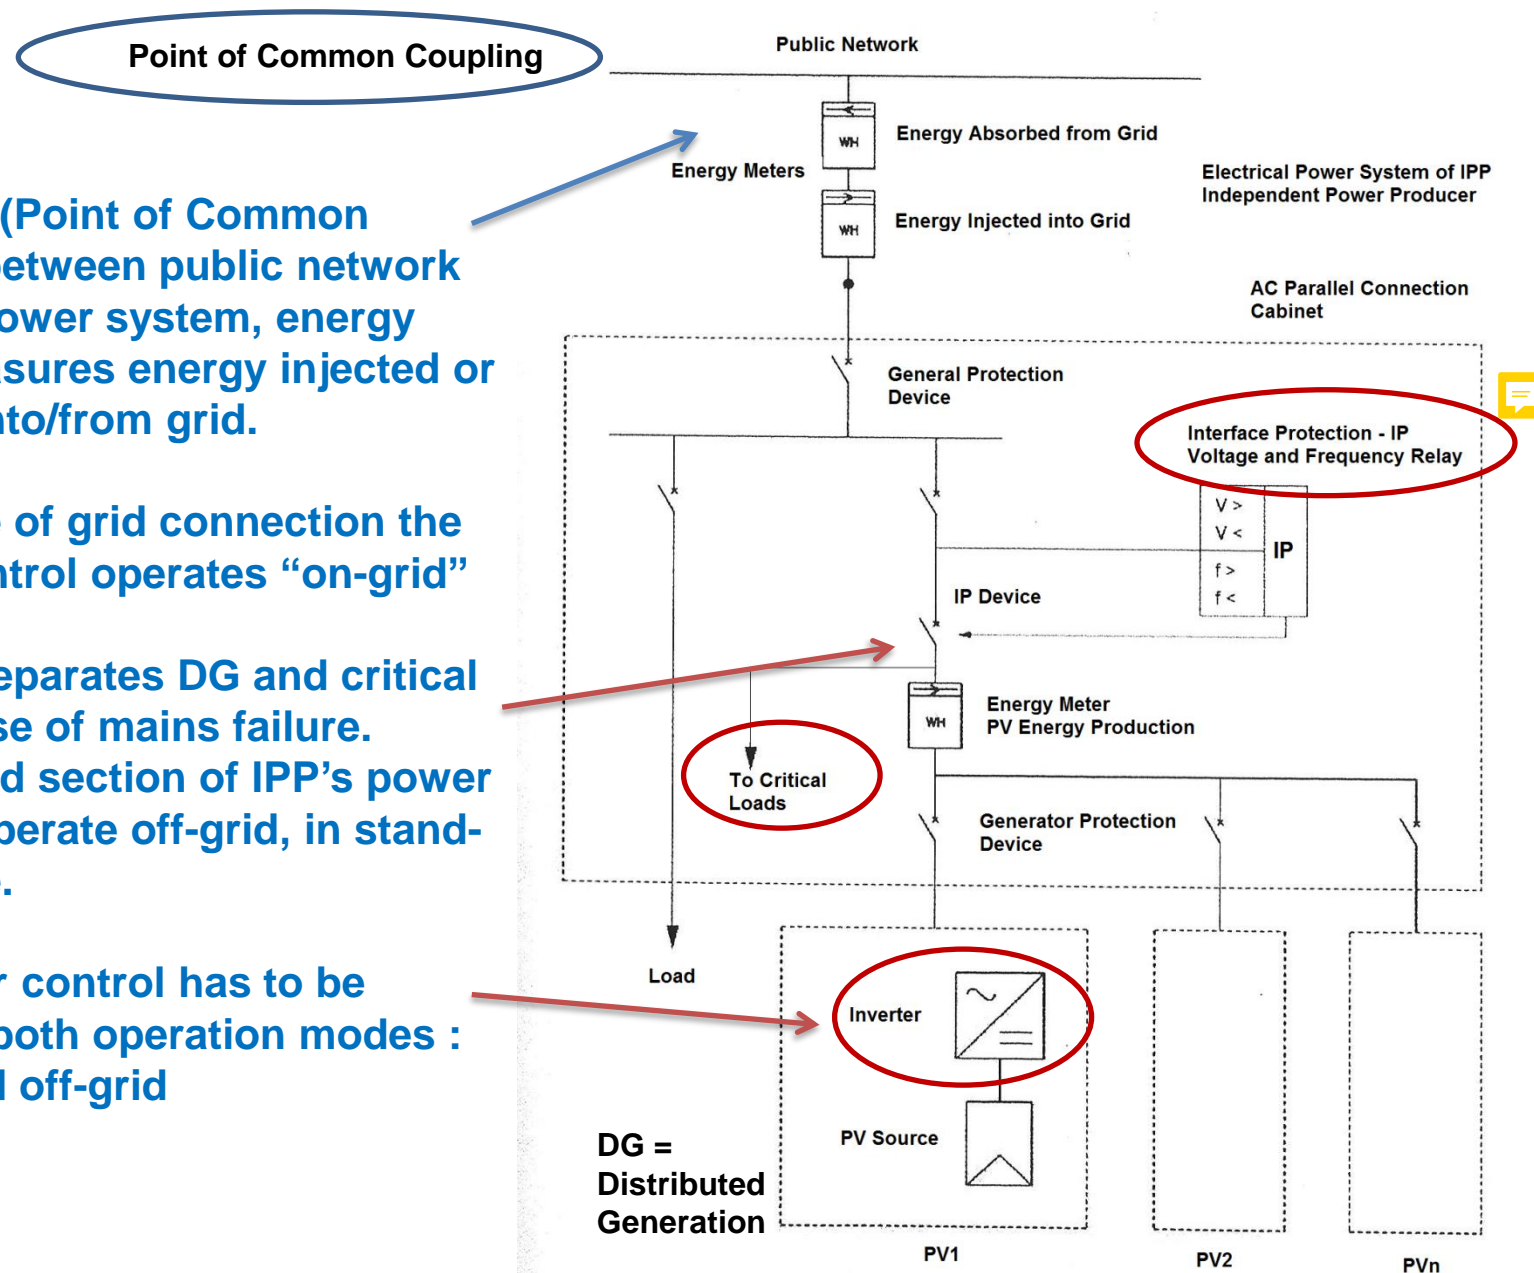 Point of Common Coupling
(Point of Common
between public network
ower system, energy
asures energy injected or
nto/from grid.
e of grid connection the
ntrol operates “on-grid”
eparates DG and critical
se of mains failure.
d section of IPP’s power
perate off-grid, in stand-
.
r control has to be
both operation modes :
d off-grid
Public Network
WH
Energy Absorbed from Grid
Energy Meters
WH
Energy Injected into Grid
Electrical Power System of IPP
Independent Power Producer
AC Parallel Connection
Cabinet
General Protection
Device
Interface Protection - IP
Voltage and Frequency Relay
V >
V <
f >
f <
IP
IP Device
WH
Energy Meter
PV Energy Production
To Critical
Loads
Generator Protection
Device
Load
Inverter
PV Source
DG =
Distributed
Generation
PV1
PV2
PVn